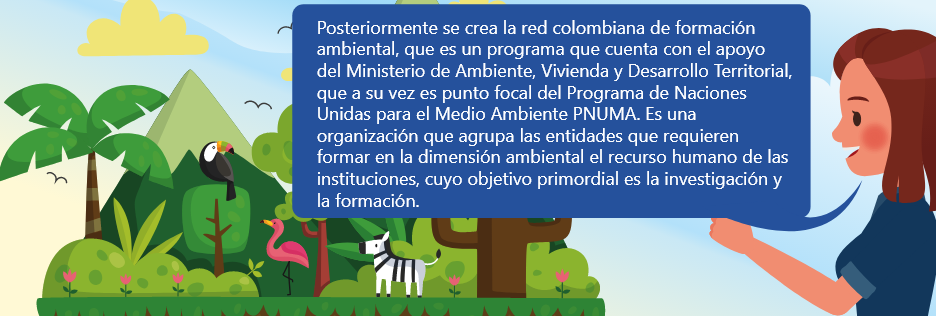 Posteriormente se crea la red colombiana de formación
ambiental, que es un programa que cuenta con el apoyo
del Ministerio de Ambiente, Vivienda y Desarrollo Territorial,
que a su vez es punto focal del Programa de Naciones
Unidas para el Medio Ambiente PNUMA. Es una
organización que agrupa las entidades que requieren
formar en la dimensión ambiental el recurso humano de las
instituciones, cuyo objetivo primordial es la investigación y
la formación.